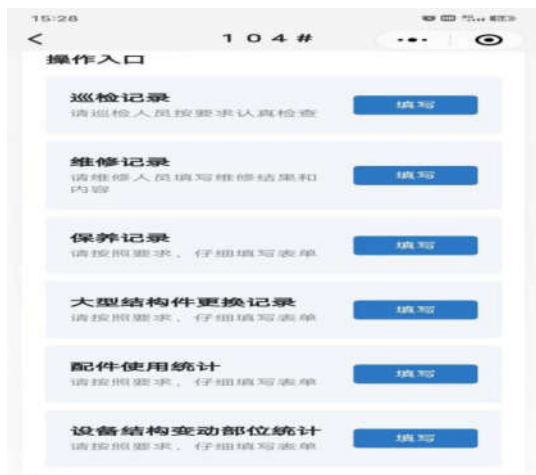 15:28
104#
操作入口
巡检记录
请巡检人员按要求认真检查
填写
维修记录
请维修人员填写维修结果和
内容
填写
保养记录
请按照要求，仔细填写表单
填写
大型结构件更换记录
请按照要求，仔细填写表单
填写
配件使用统计
请按照要求，仔细填写表单
填写
设备结构变动部位统计
请按照要求，仔细填写表单
填写